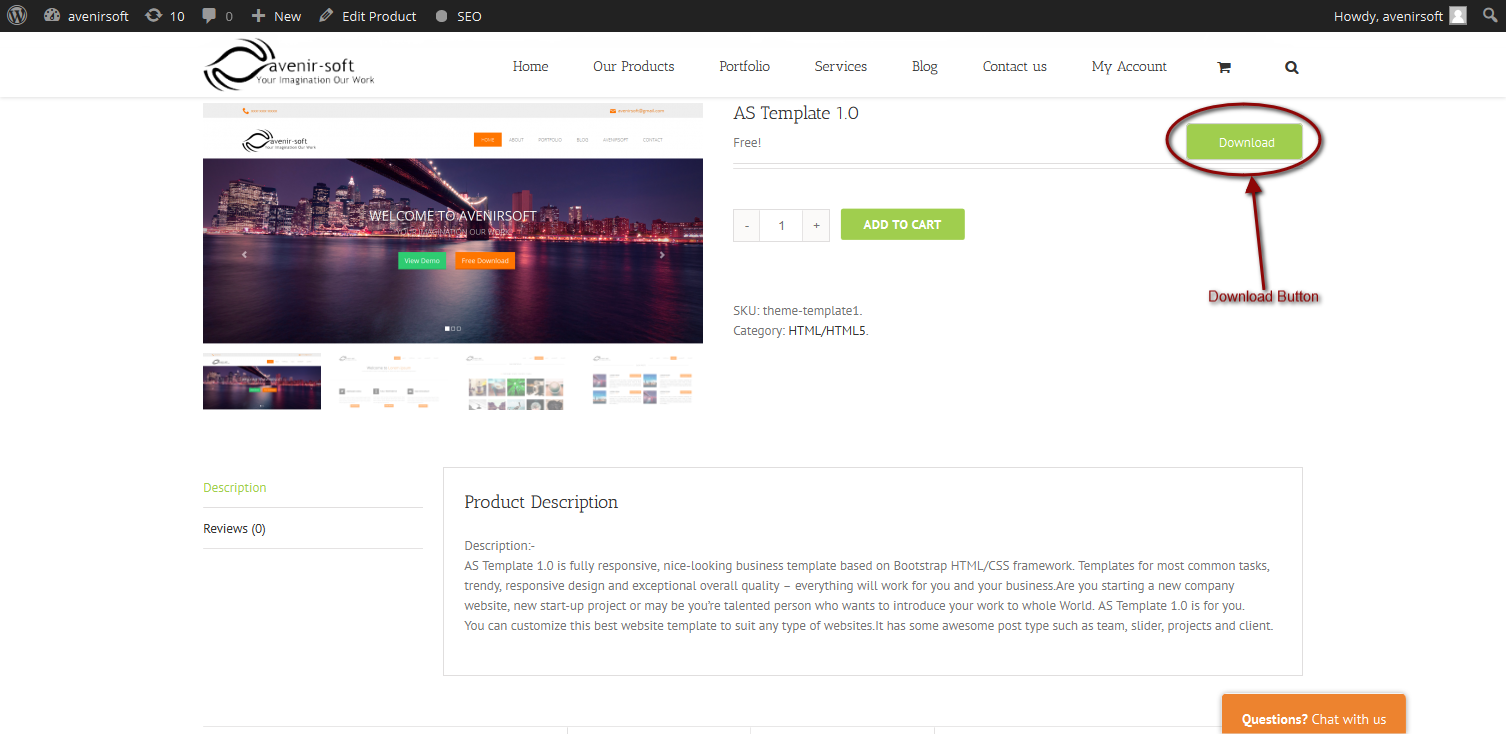 avenirsoft 10 0 New Edit Product SEO Howdy, avenirsoft
avenir-soft
Your Imagination Our Work
Home Our Products Portfolio Services Blog Contact us My Account
avenirsoft@gmail.com
avenir-soft
Your Imagination Our Work
HOME ABOUT PORTFOLIO BLOG AVENIRSOFT CONTACT
WELCOME TO AVENIRSOFT
YOUR IMAGINATION OUR WORK
View Demo Free Download
AS Template 1.0
Free!
Download
- 1 + ADD TO CART
Download Button
SKU: theme-template1.
Category: HTML/HTML5.
Description
Reviews (0)
Product Description
Description:-
AS Template 1.0 is fully responsive, nice-looking business template based on Bootstrap HTML/CSS framework. Templates for most common tasks,
trendy, responsive design and exceptional overall quality – everything will work for you and your business.Are you starting a new company
website, new start-up project or may be you’re talented person who wants to introduce your work to whole World. AS Template 1.0 is for you.
You can customize this best website template to suit any type of websites.It has some awesome post type such as team, slider, projects and client.
Questions? Chat with us